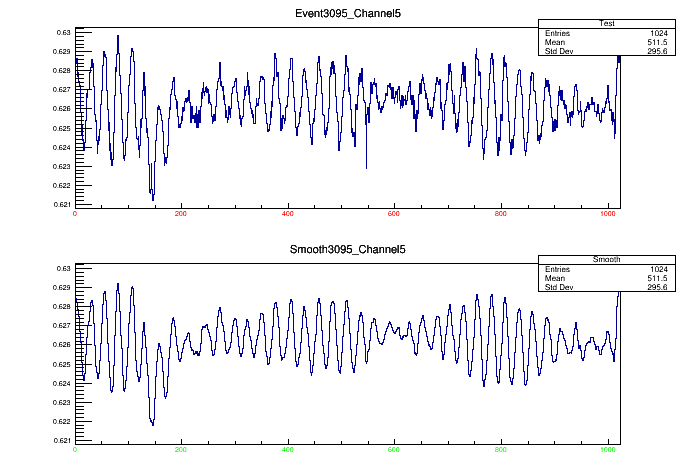 Event3095_Channel5
Test
Entries 1024
Mean 511.5
Std Dev 295.6
0.63
0.629
0.628
0.627
0.626
0.625
0.624
0.623
0.622
0.621
0 200 400 600 800 1000
Smooth3095_Channel5
Smooth
Entries 1024
Mean 511.5
Std Dev 295.6
0.63
0.629
0.628
0.627
0.626
0.625
0.624
0.623
0.622
0.621
0 200 400 600 800 1000